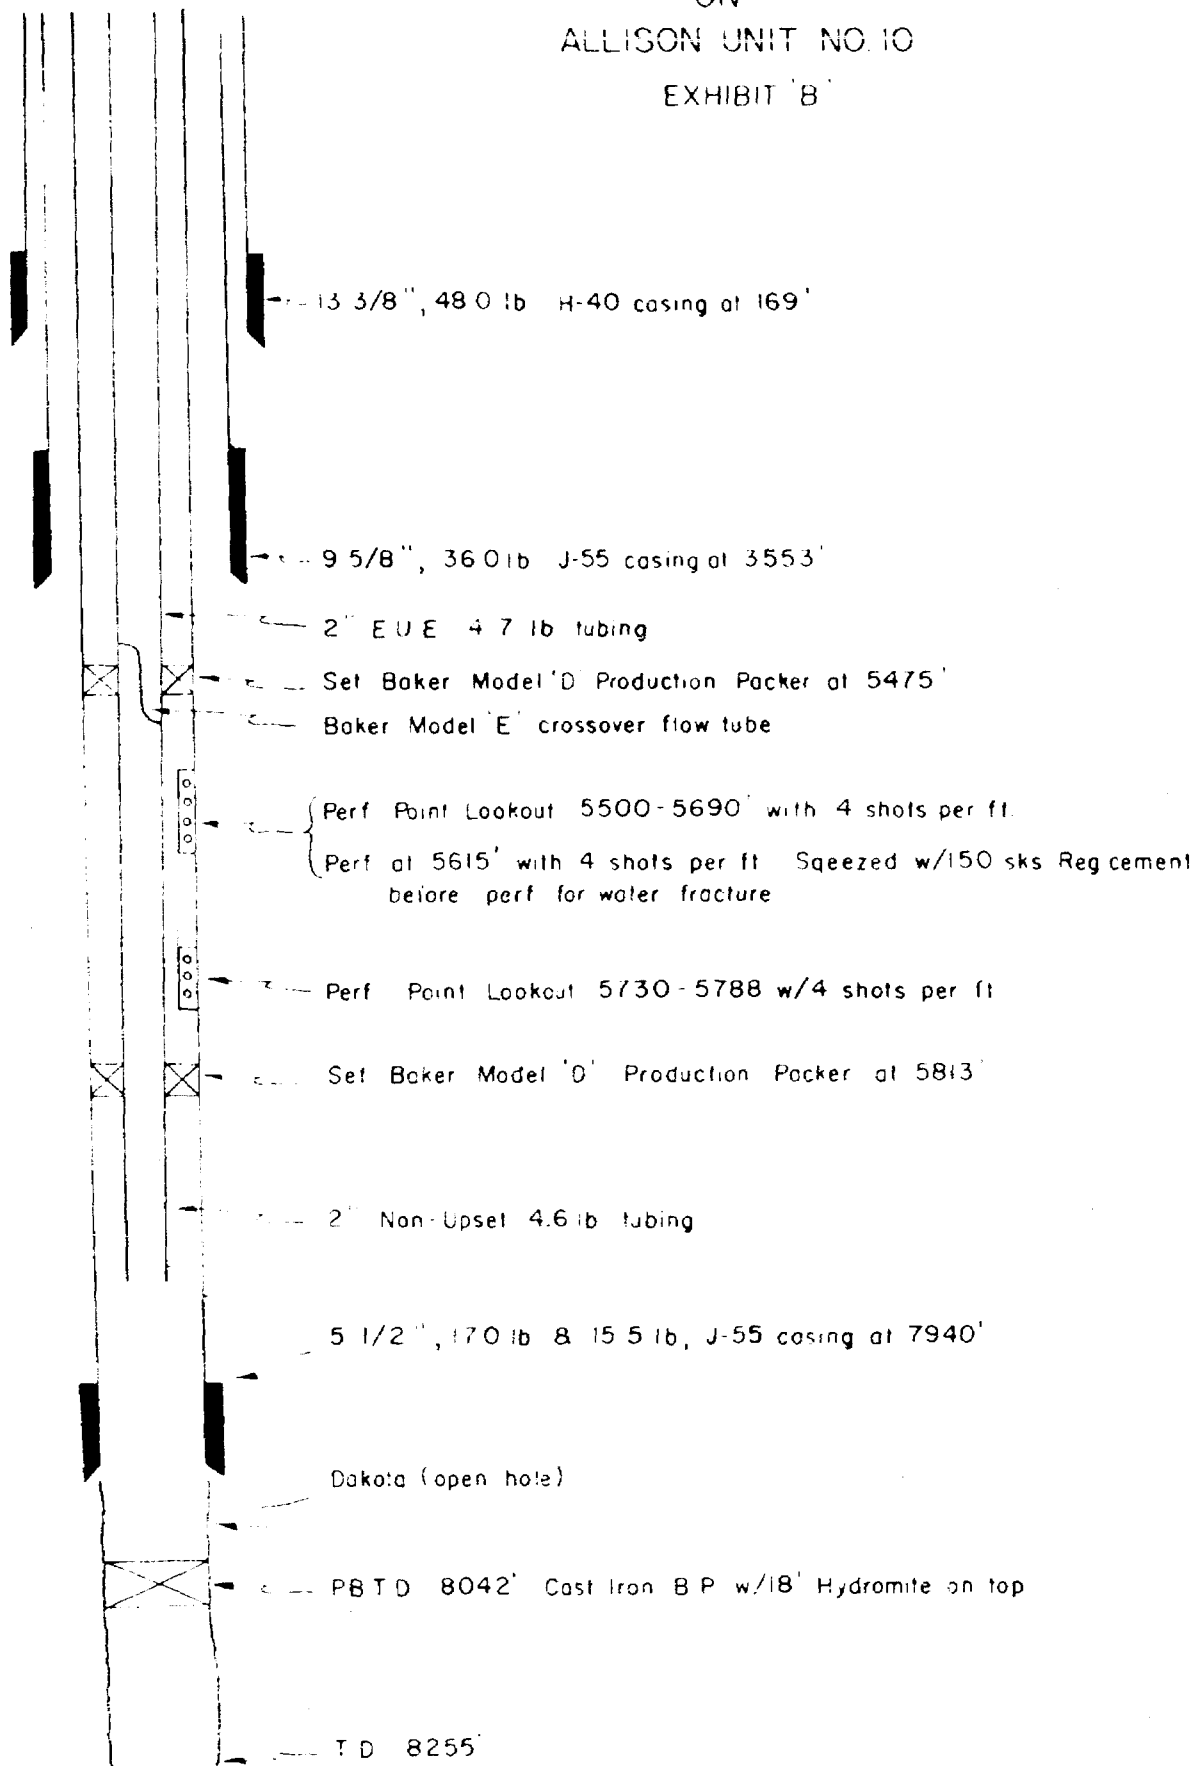 ON
ALLISON UNIT NO. 10
EXHIBIT 'B'
13 3/8", 48 0 lb H-40 casing at 169'
9 5/8", 36 0 lb J-55 casing at 3553'
2" E U E 4 7 lb tubing
Set Baker Model 'D' Production Packer at 5475'
Baker Model 'E' crossover flow tube
Perf Point Lookout 5500-5690' with 4 shots per ft.
Perf at 5615' with 4 shots per ft Sqeezed w/150 sks Reg cement
before perf for water fracture
Perf Point Lookout 5730-5788 w/4 shots per ft
Set Baker Model 'D' Production Packer at 5813'
2" Non-Upset 4.6 lb tubing
5 1/2", 17 0 lb & 15 5 lb, J-55 casing at 7940'
Dakota (open hole)
P B T D 8042' Cast Iron B P w/18' Hydromite on top
T D 8255'